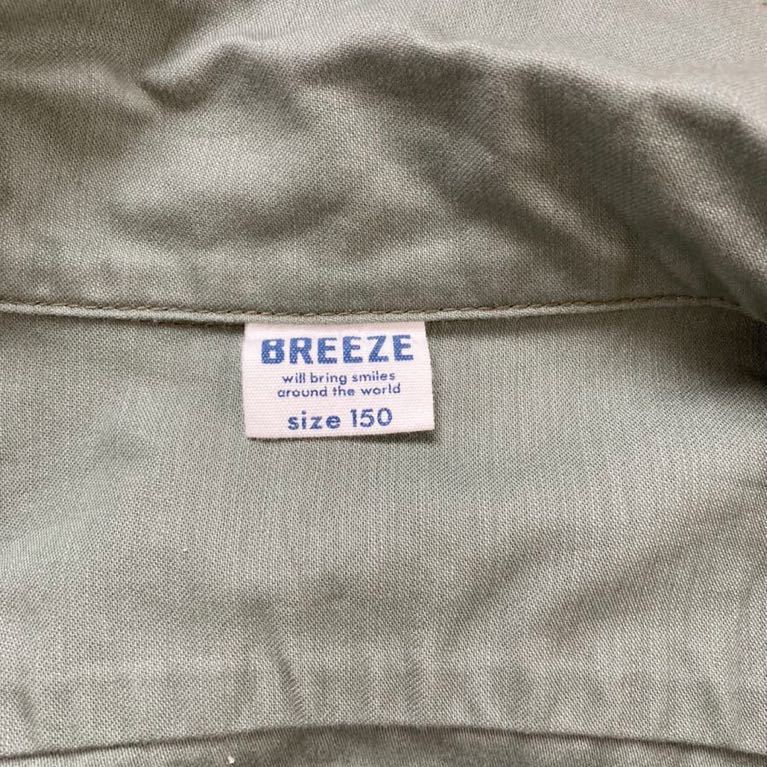 BREEZE
will bring smiles
around the world
size 150